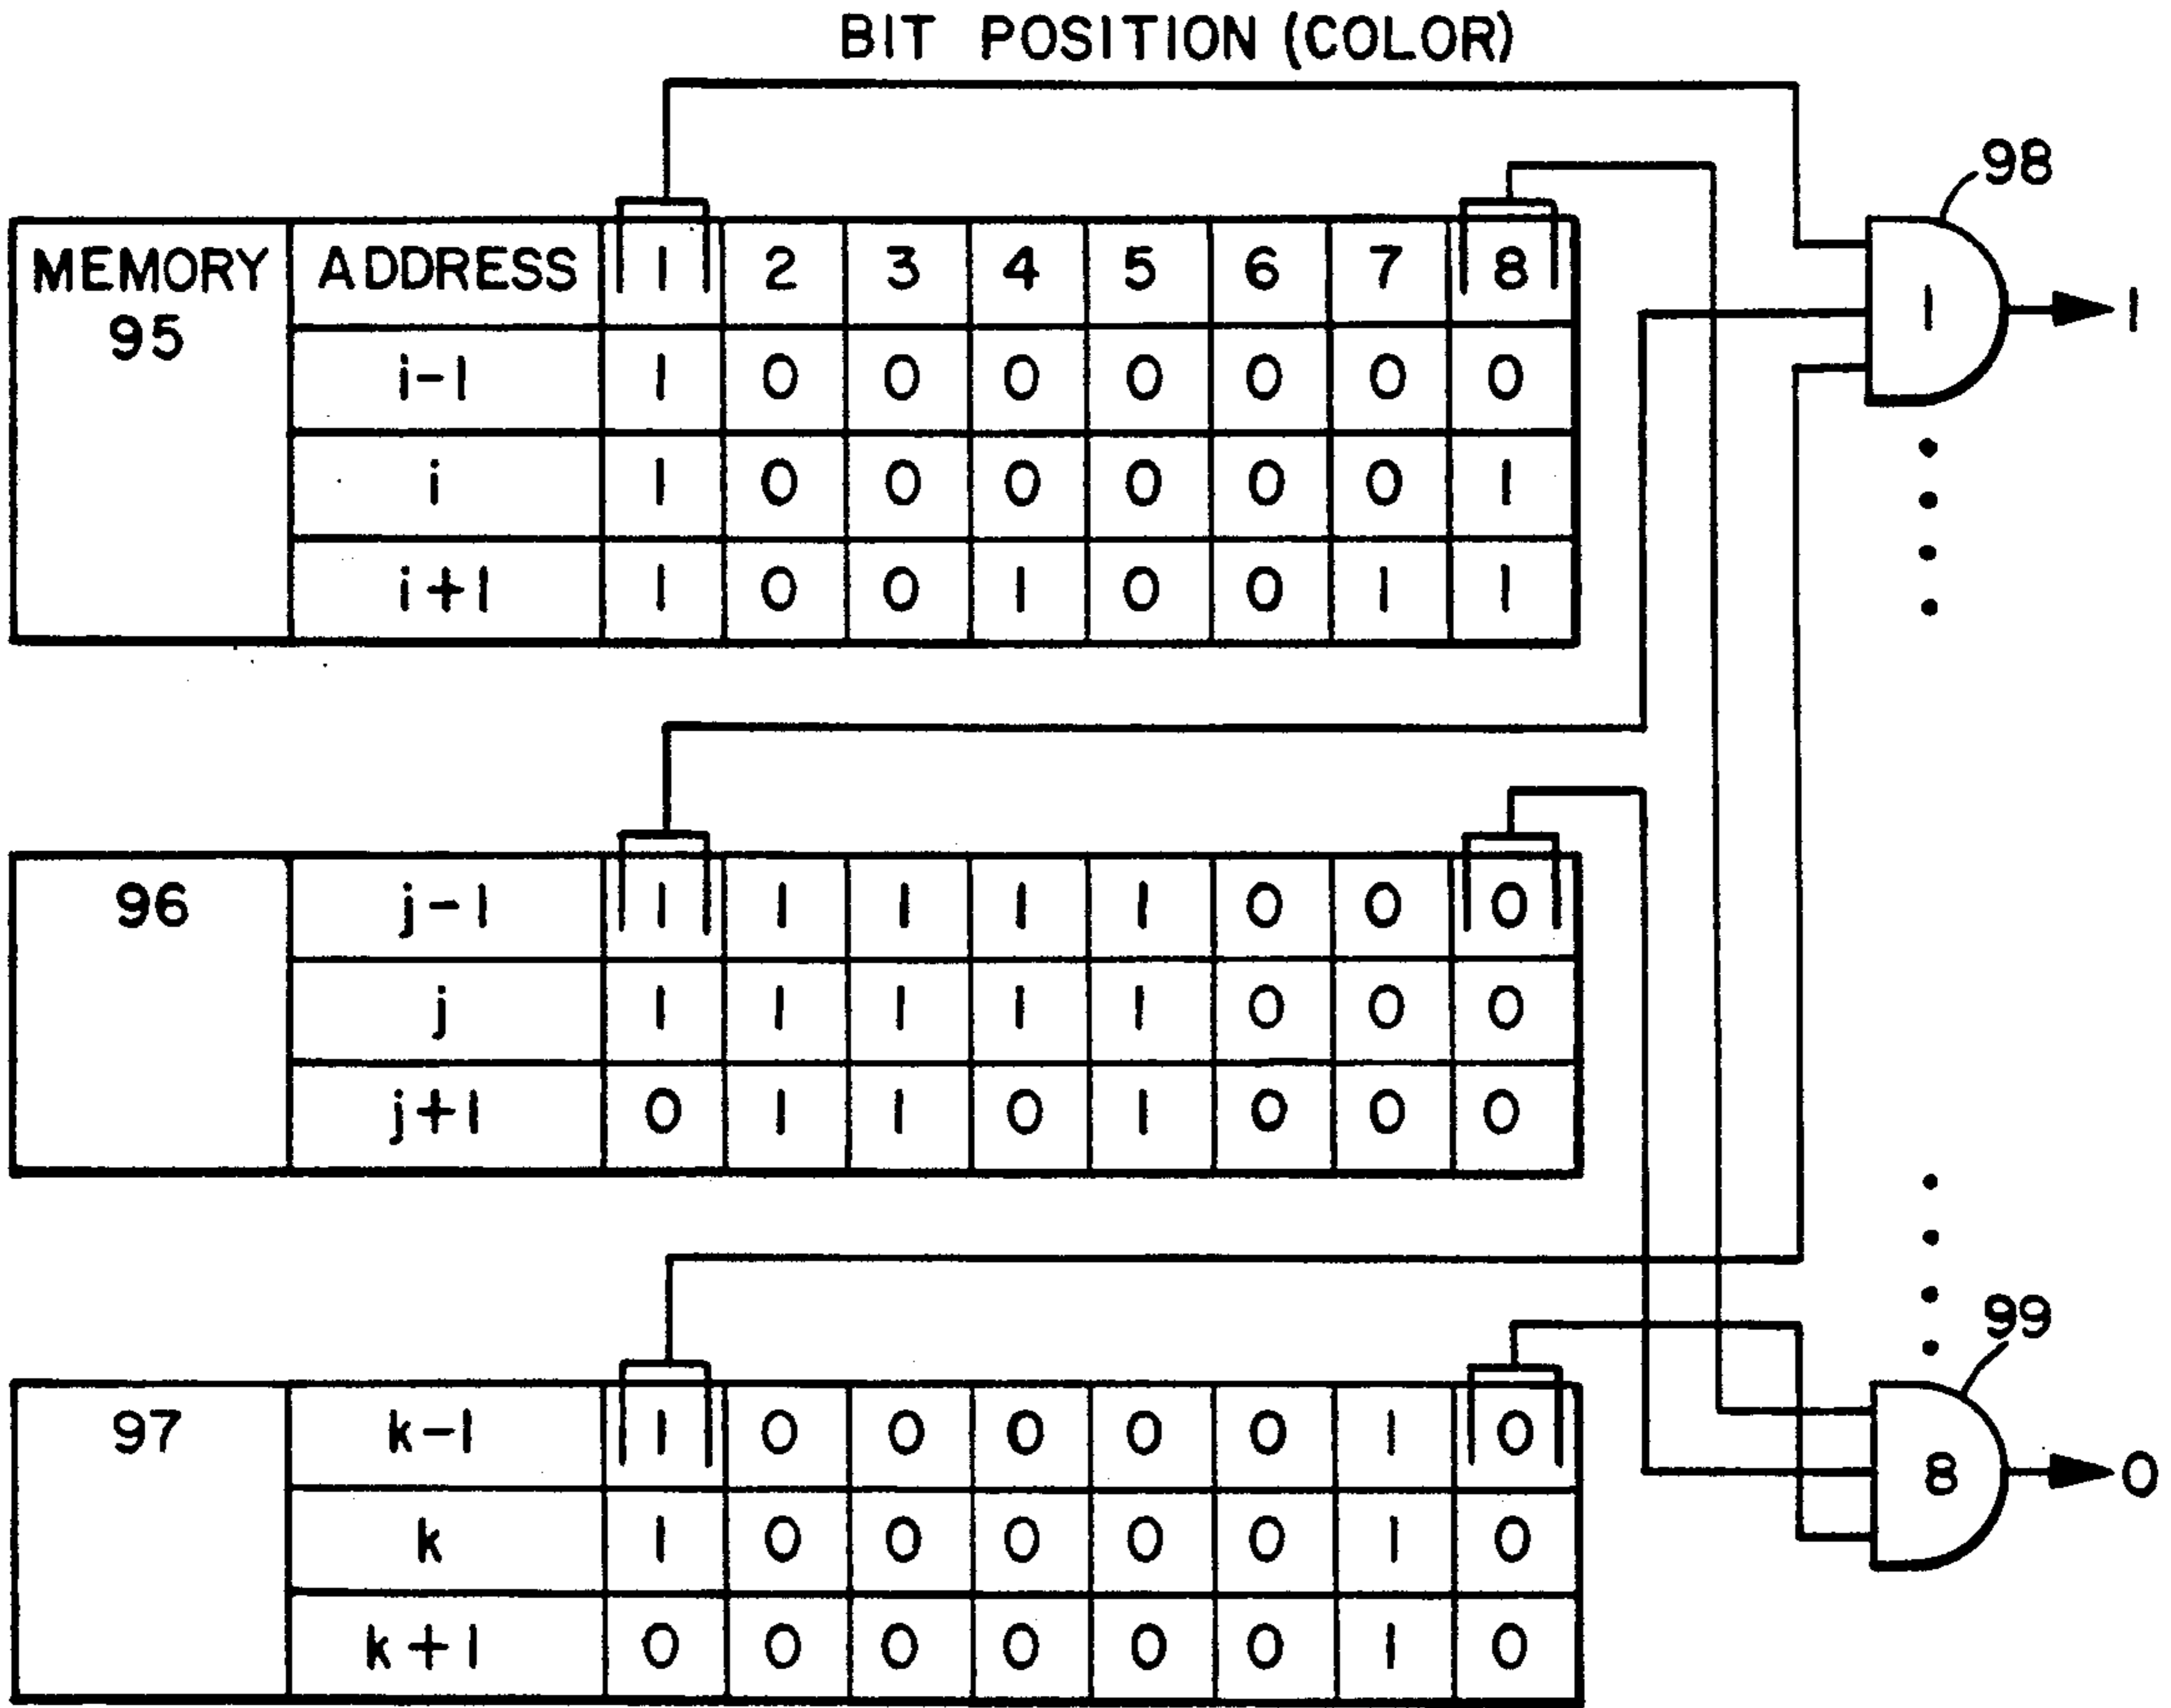 BIT POSITION (COLOR)
98
MEMORY ADDRESS 1 2 3 4 5 6 7 8
95
i-1 1 0 0 0 0 0 0 0
i 1 0 0 0 0 0 0 1
i+1 1 0 0 1 0 0 1 1
1 1
96 j-1 1 1 1 1 1 0 0 0
j 1 1 1 1 1 0 0 0
j+1 0 1 1 0 1 0 0 0
99
97 k-1 1 0 0 0 0 0 1 0
k 1 0 0 0 0 0 1 0
k+1 0 0 0 0 0 0 1 0
8 0